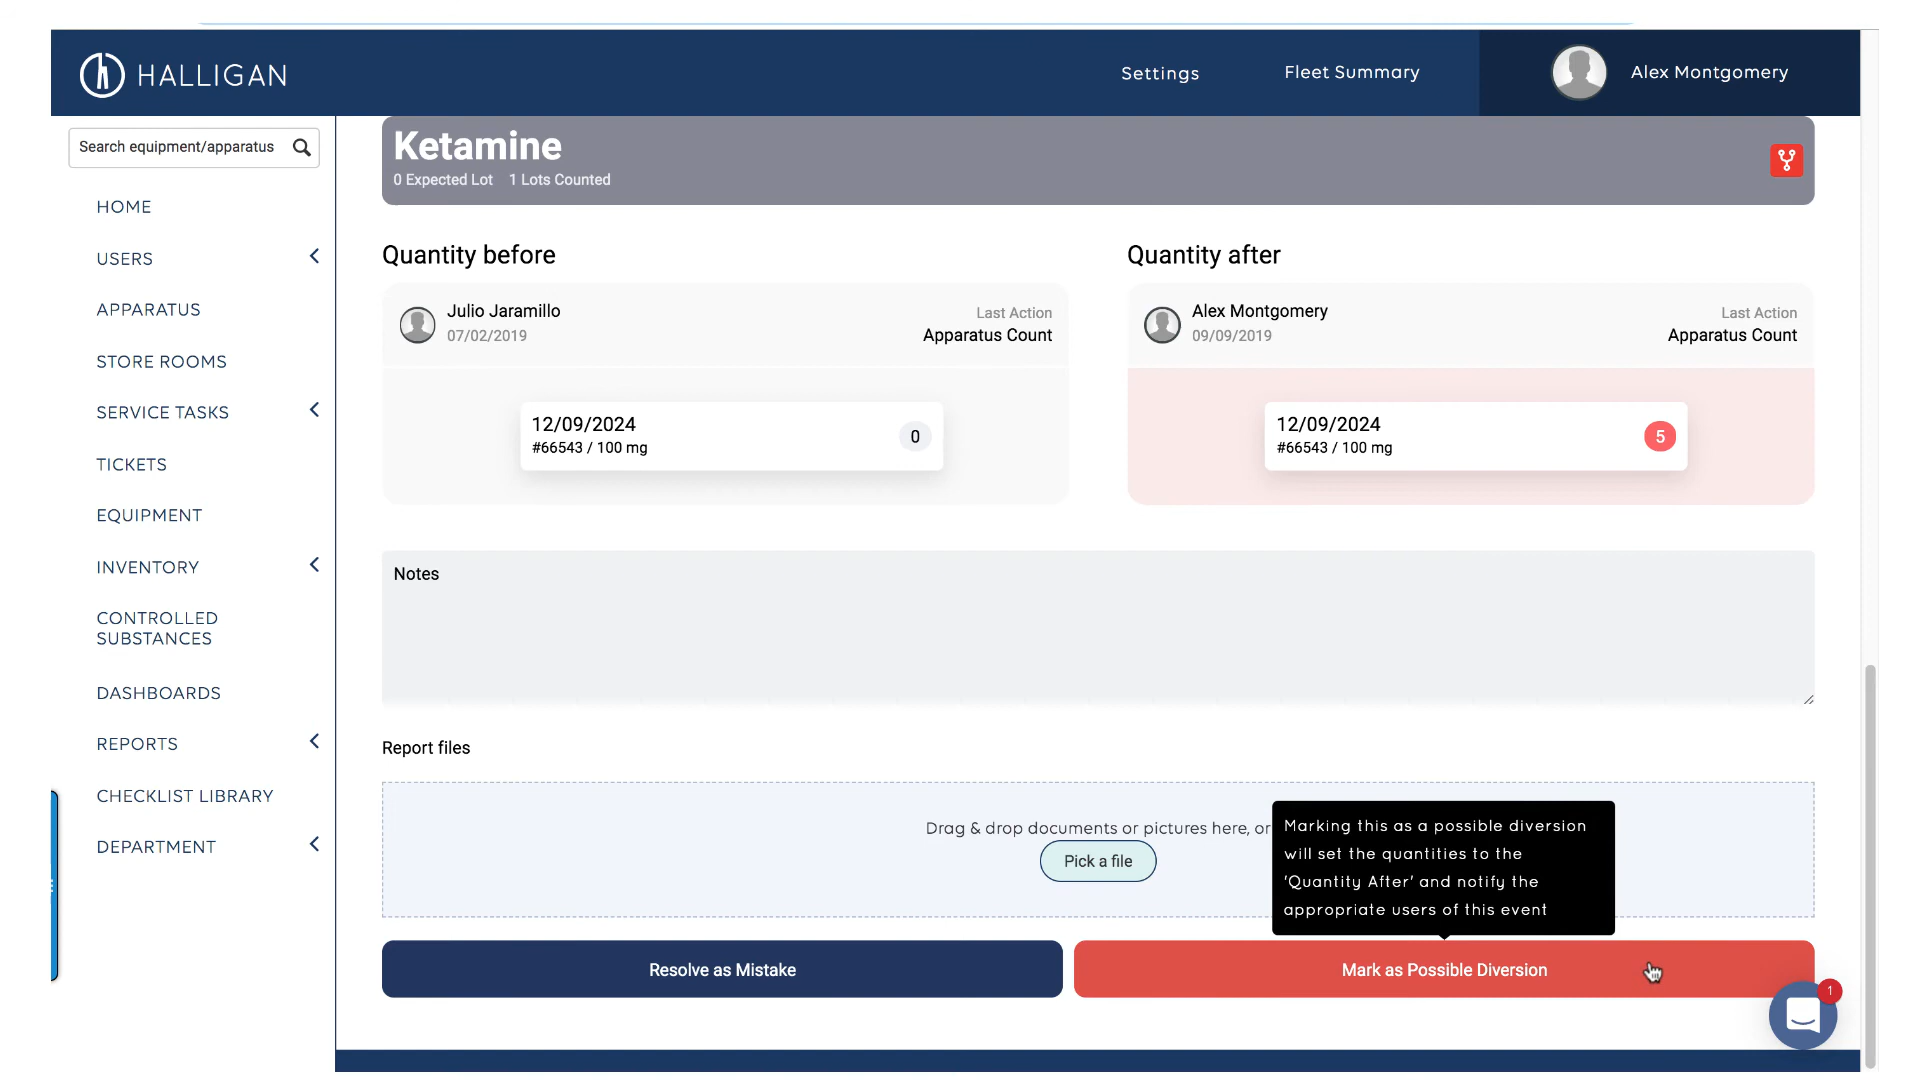 HALLIGAN
Settings
Fleet Summary
Alex Montgomery
Search equipment/apparatus
HOME
USERS
APPARATUS
STORE ROOMS
SERVICE TASKS
TICKETS
EQUIPMENT
INVENTORY
CONTROLLED
SUBSTANCES
DASHBOARDS
REPORTS
CHECKLIST LIBRARY
DEPARTMENT
Ketamine
0 Expected Lot 1 Lots Counted
Quantity before
Julio Jaramillo
07/02/2019
Last Action
Apparatus Count
12/09/2024
#66543 / 100 mg
0
Quantity after
Alex Montgomery
09/09/2019
Last Action
Apparatus Count
12/09/2024
#66543 / 100 mg
5
Notes
Report files
Drag & drop documents or pictures here, or
Pick a file
Marking this as a possible diversion
will set the quantities to the
'Quantity After' and notify the
appropriate users of this event
Resolve as Mistake
Mark as Possible Diversion
1